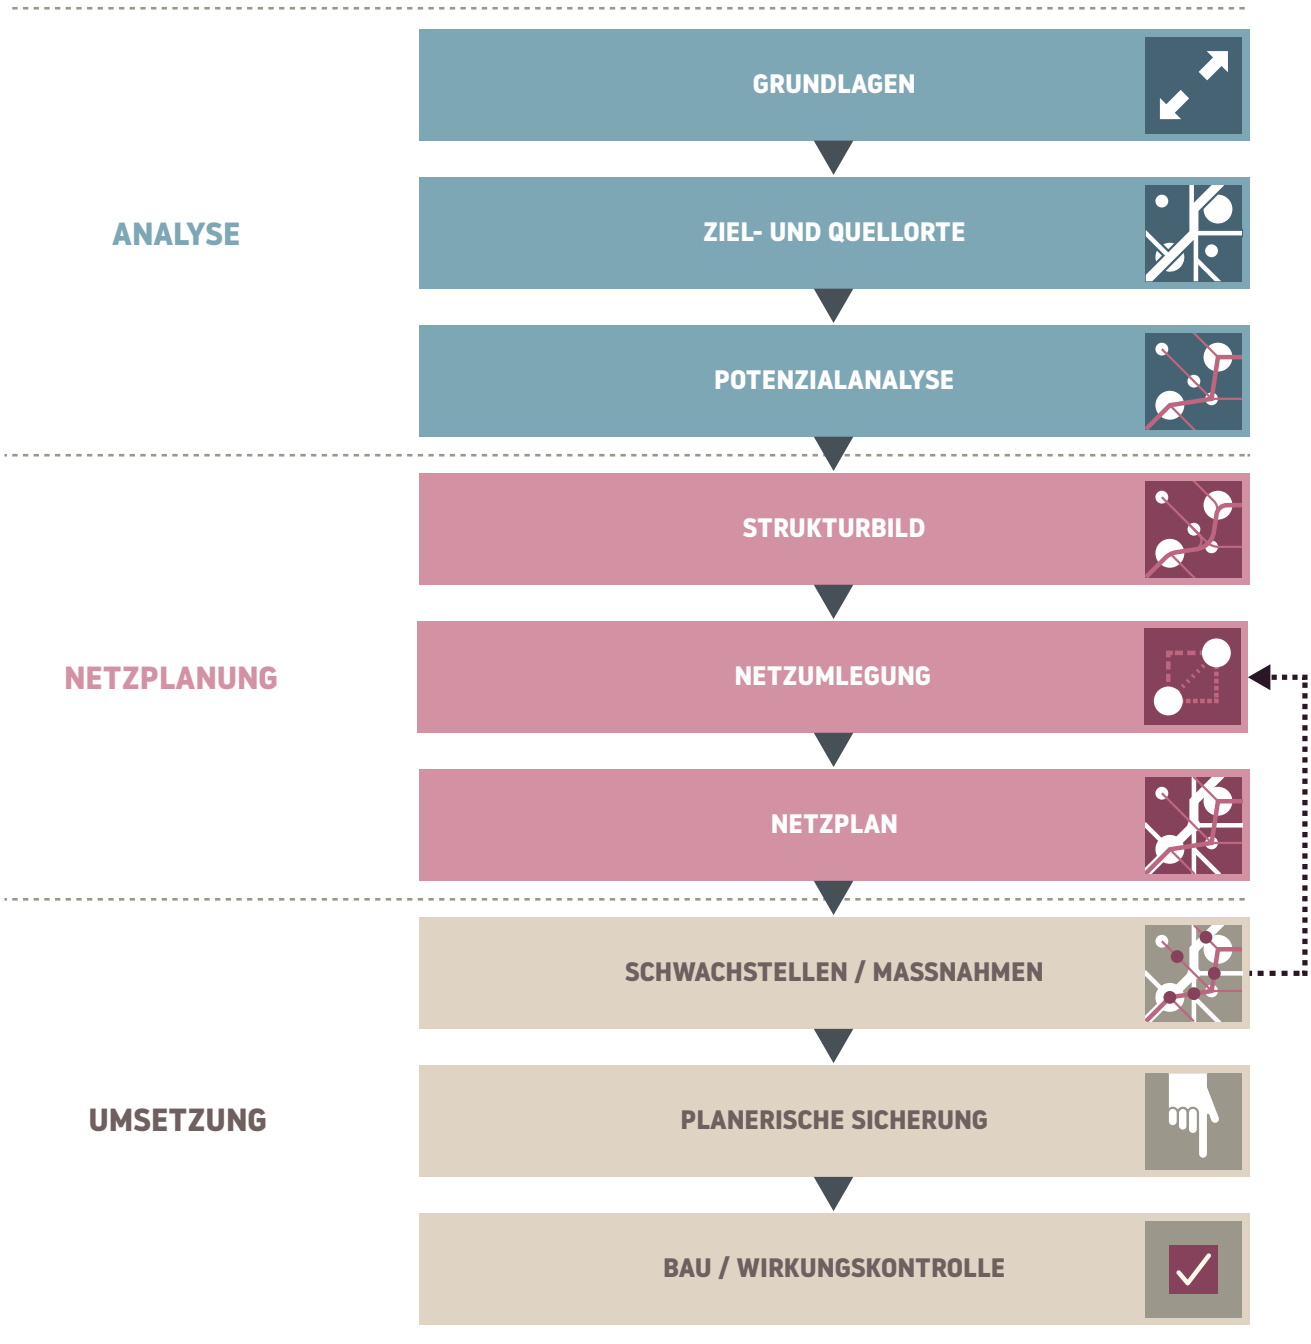 GRUNDLAGEN
ANALYSE
ZIEL- UND QUELLORTE
POTENZIALANALYSE
STRUKTURBILD
NETZPLANUNG
NETZUMLEGUNG
NETZPLAN
SCHWACHSTELLEN / MASSNAHMEN
UMSETZUNG
PLANERISCHE SICHERUNG
BAU / WIRKUNGSKONTROLLE